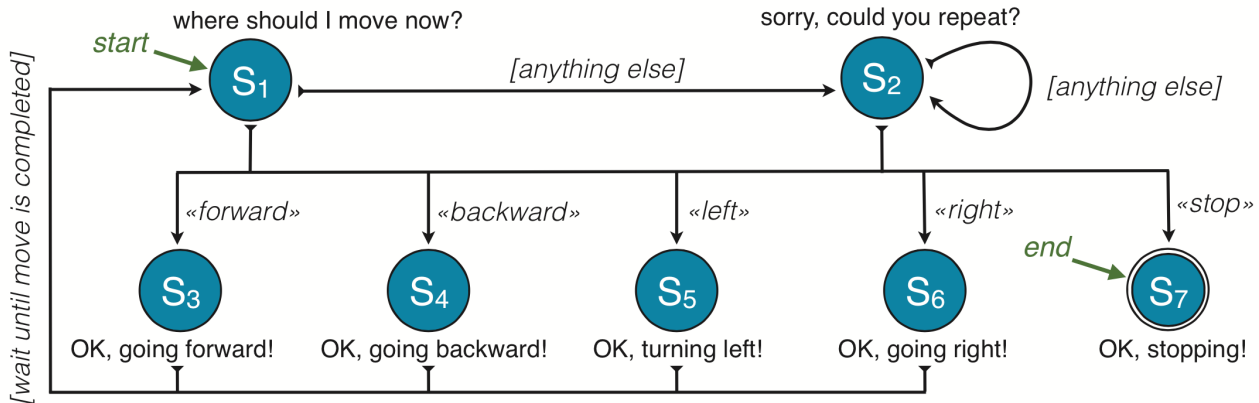 where should I move now?
sorry, could you repeat?
start
S1
[anything else]
S2
[anything else]
[wait until move is completed]
«forward»
«backward»
«left»
«right»
«stop»
end
S3
S4
S5
S6
S7
OK, going forward!
OK, going backward!
OK, turning left!
OK, going right!
OK, stopping!